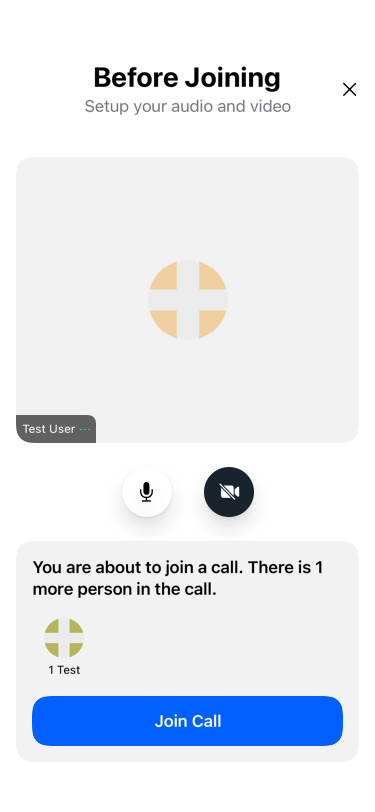 Before Joining
Setup your audio and video
Test User ···
You are about to join a call. There is 1
more person in the call.
1 Test
Join Call